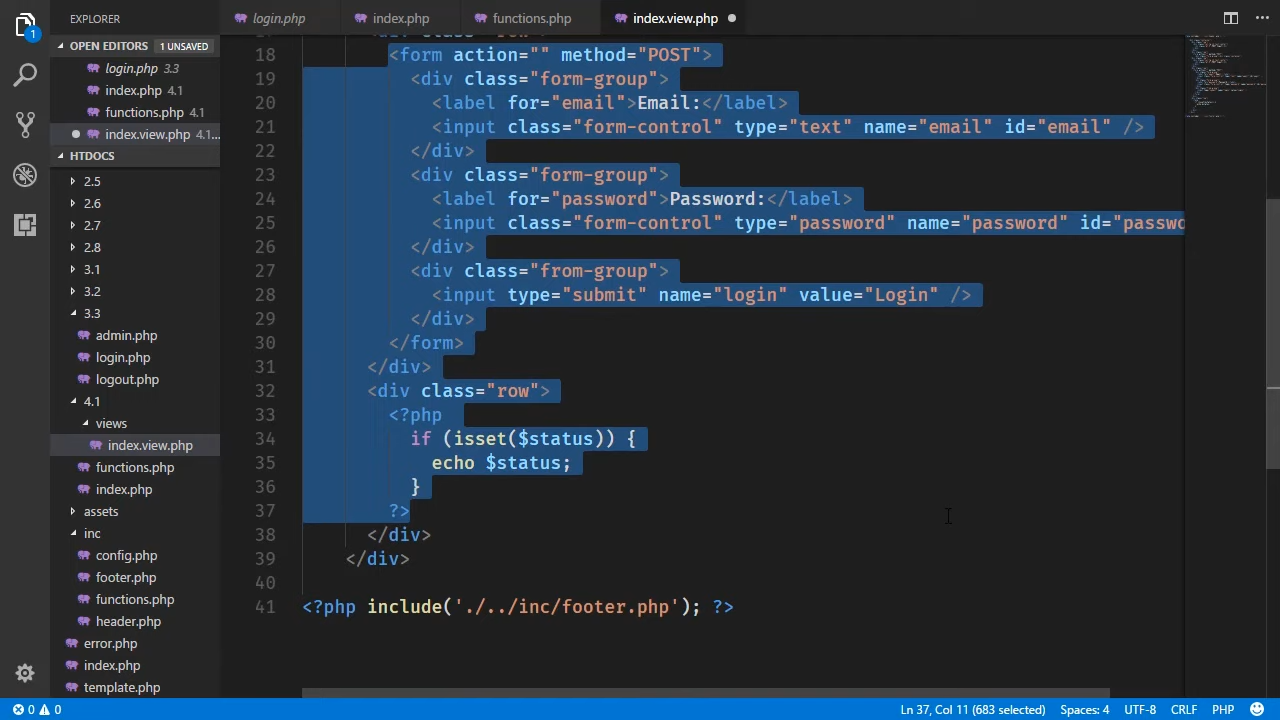 EXPLORER
login.php
index.php
functions.php
index.view.php
1
OPEN EDITORS
1 UNSAVED
login.php 3.3
index.php 4.1
functions.php 4.1
index.view.php 4.1...
HTDOCS
2.5
2.6
2.7
2.8
3.1
3.2
3.3
admin.php
login.php
logout.php
4.1
views
index.view.php
functions.php
index.php
assets
inc
config.php
footer.php
functions.php
header.php
error.php
index.php
template.php
18 <form action="" method="POST">
19 <div class="form-group">
20 <label for="email">Email:</label>
21 <input class="form-control" type="text" name="email" id="email" />
22 </div>
23 <div class="form-group">
24 <label for="password">Password:</label>
25 <input class="form-control" type="password" name="password" id="passwo
26 </div>
27 <div class="from-group">
28 <input type="submit" name="login" value="Login" />
29 </div>
30 </form>
31 </div>
32 <div class="row">
33 <?php
34 if (isset($status)) {
35 echo $status;
36 }
37 ?>
38 </div>
39 </div>
40
41 <?php include('./../inc/footer.php'); ?>
0 0
Ln 37, Col 11 (683 selected)
Spaces: 4
UTF-8
CRLF
PHP